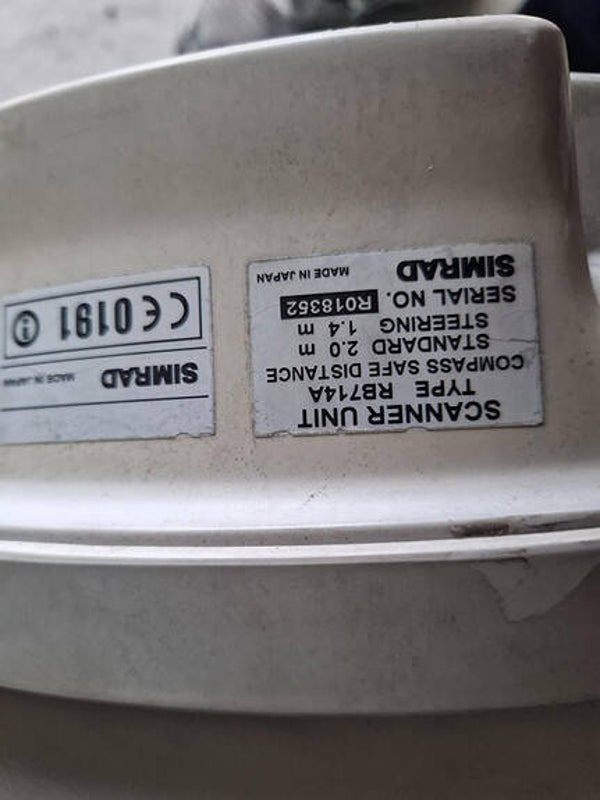 SCANNER UNIT
TYPE RB714A
COMPASS SAFE DISTANCE
STANDARD 2.0 m
STEERING 1.4 m
SERIAL NO. R018352
SIMRAD MADE IN JAPAN
SIMRAD MADE IN JAPAN
CE0191